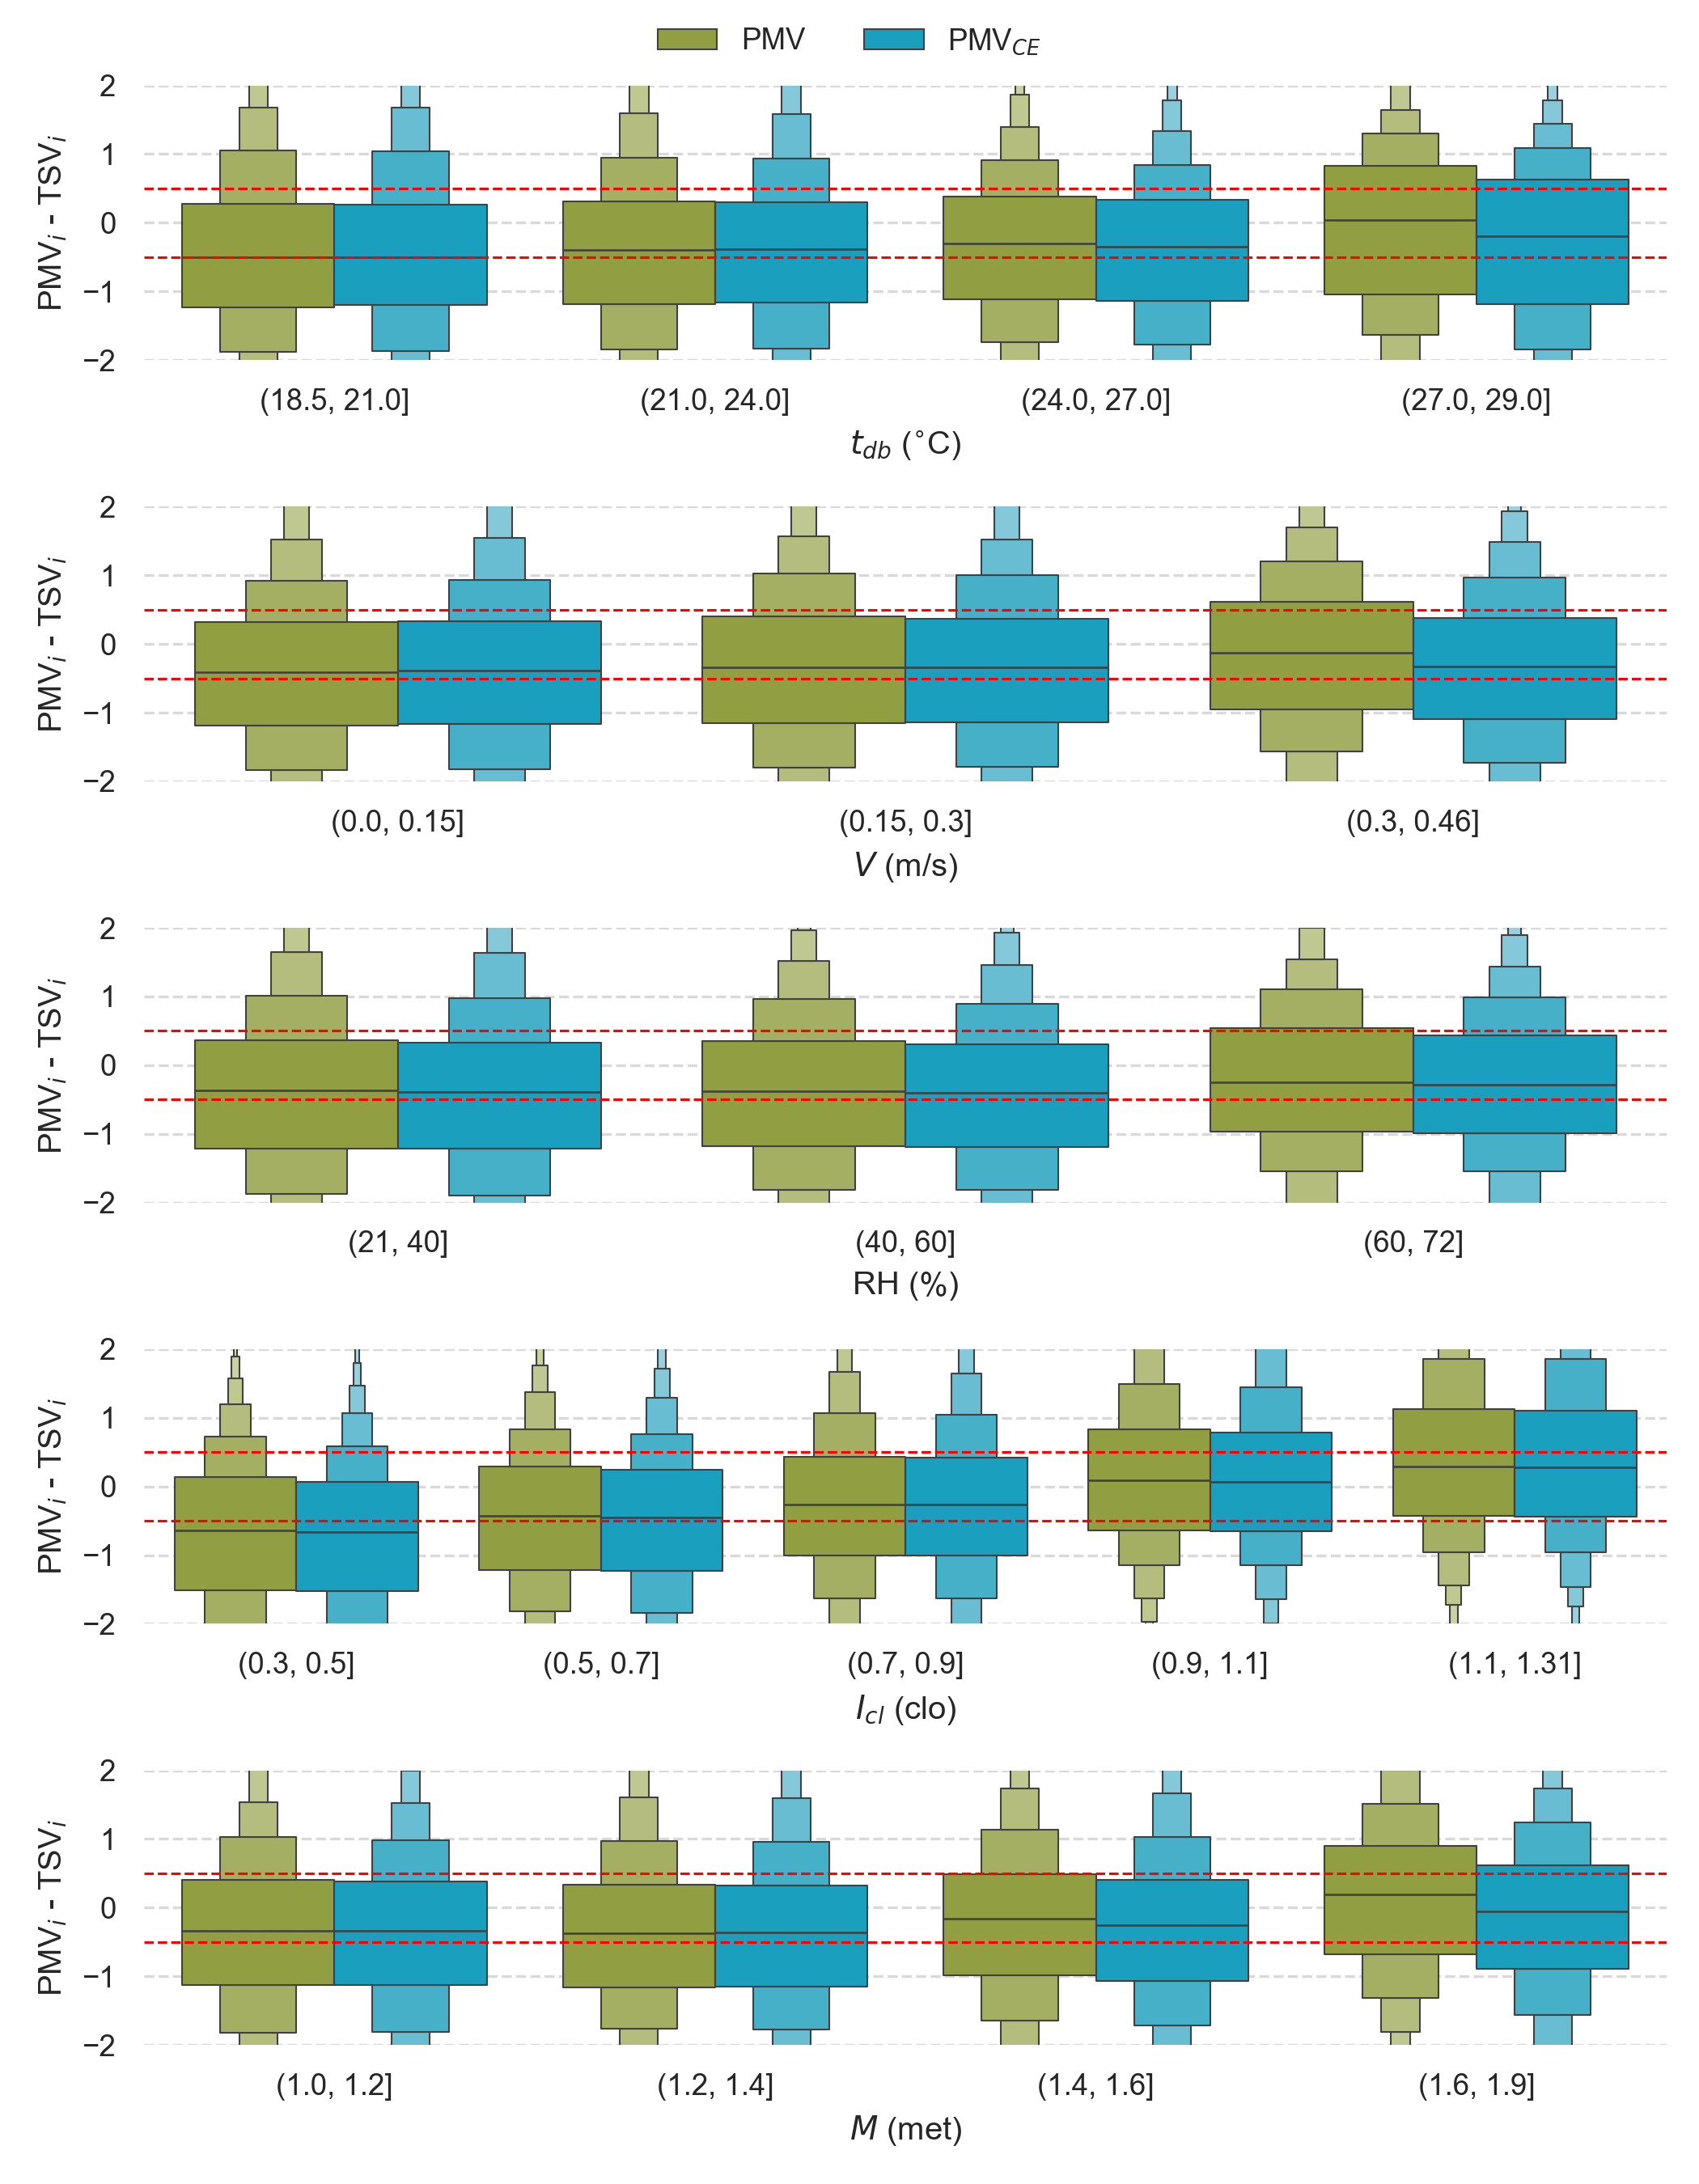 PMV PMV_CE
2
1
0
−1
−2
PMV_i - TSV_i
(18.5, 21.0] (21.0, 24.0] (24.0, 27.0] (27.0, 29.0]
t_db (°C)
2
1
0
−1
−2
PMV_i - TSV_i
(0.0, 0.15] (0.15, 0.3] (0.3, 0.46]
V (m/s)
2
1
0
−1
−2
PMV_i - TSV_i
(21, 40] (40, 60] (60, 72]
RH (%)
2
1
0
−1
−2
PMV_i - TSV_i
(0.3, 0.5] (0.5, 0.7] (0.7, 0.9] (0.9, 1.1] (1.1, 1.31]
I_cl (clo)
2
1
0
−1
−2
PMV_i - TSV_i
(1.0, 1.2] (1.2, 1.4] (1.4, 1.6] (1.6, 1.9]
M (met)